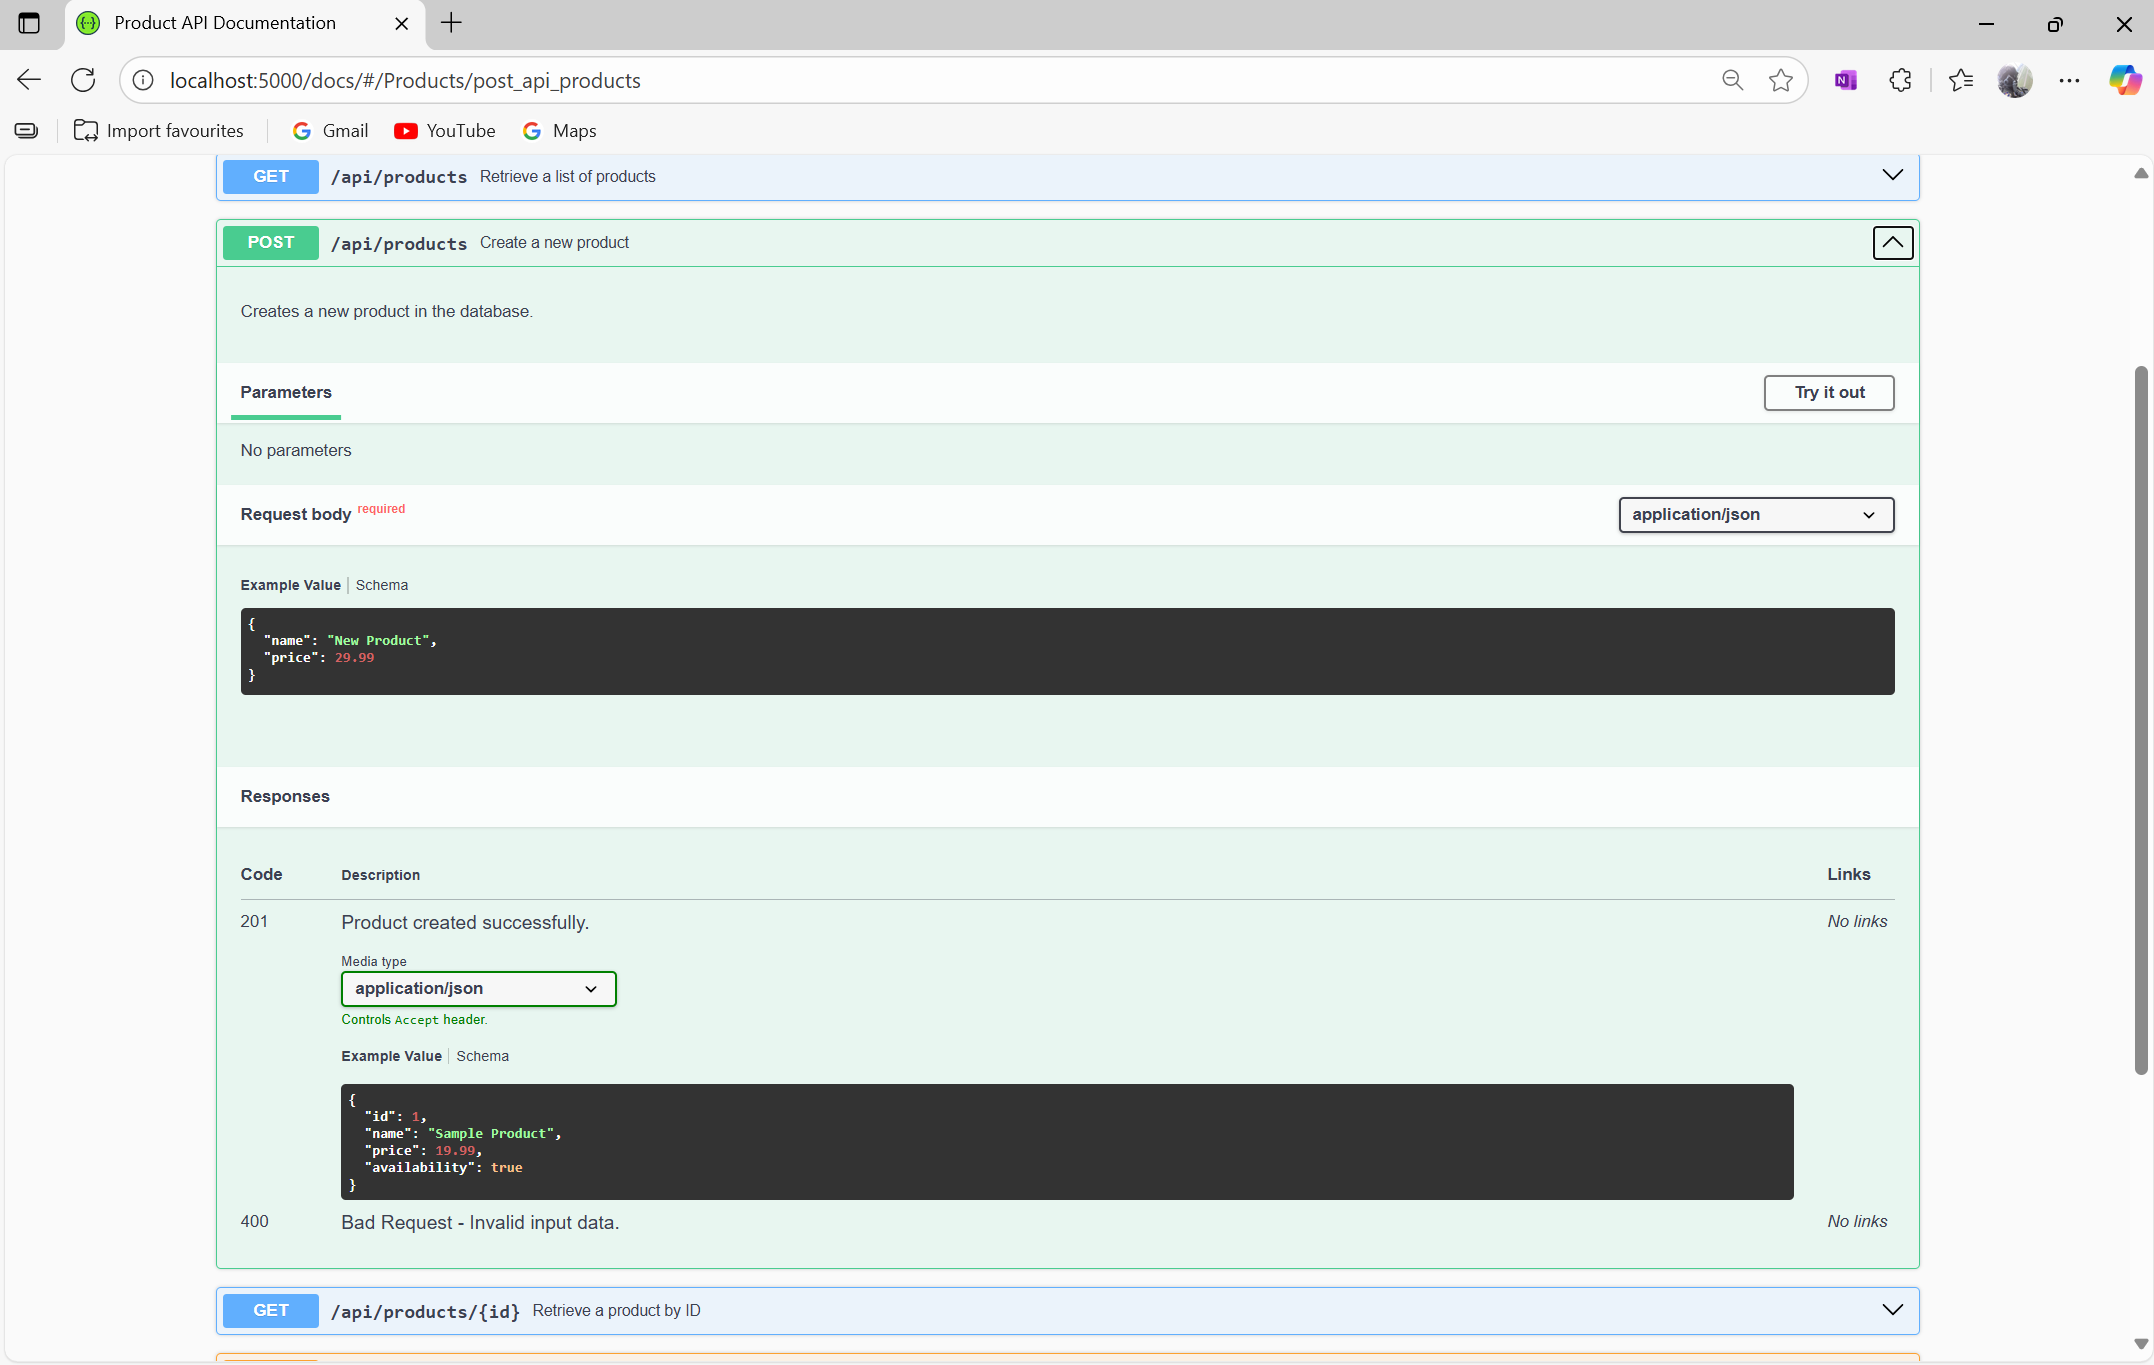 Product API Documentation
localhost:5000/docs/#/Products/post_api_products
Import favourites
Gmail
YouTube
Maps
GET /api/products Retrieve a list of products
POST /api/products Create a new product
Creates a new product in the database.
Parameters
Try it out
No parameters
Request body required
application/json
Example Value | Schema
{
  "name": "New Product",
  "price": 29.99
}
Responses
Code Description Links
201 Product created successfully. No links
Media type
application/json
Controls Accept header.
Example Value | Schema
{
  "id": 1,
  "name": "Sample Product",
  "price": 19.99,
  "availability": true
}
400 Bad Request - Invalid input data. No links
GET /api/products/{id} Retrieve a product by ID